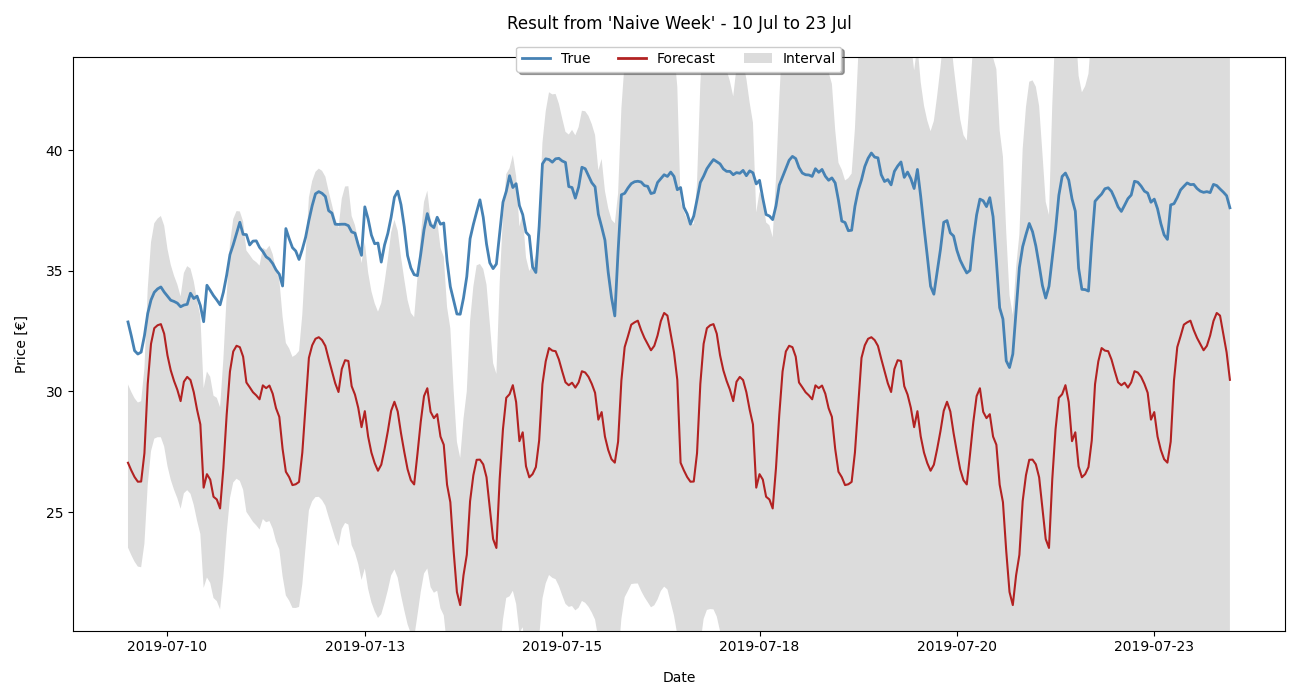 Result from 'Naive Week' - 10 Jul to 23 Jul
True Forecast Interval
Price [€]
40
35
30
25
2019-07-10 2019-07-13 2019-07-15 2019-07-18 2019-07-20 2019-07-23
Date